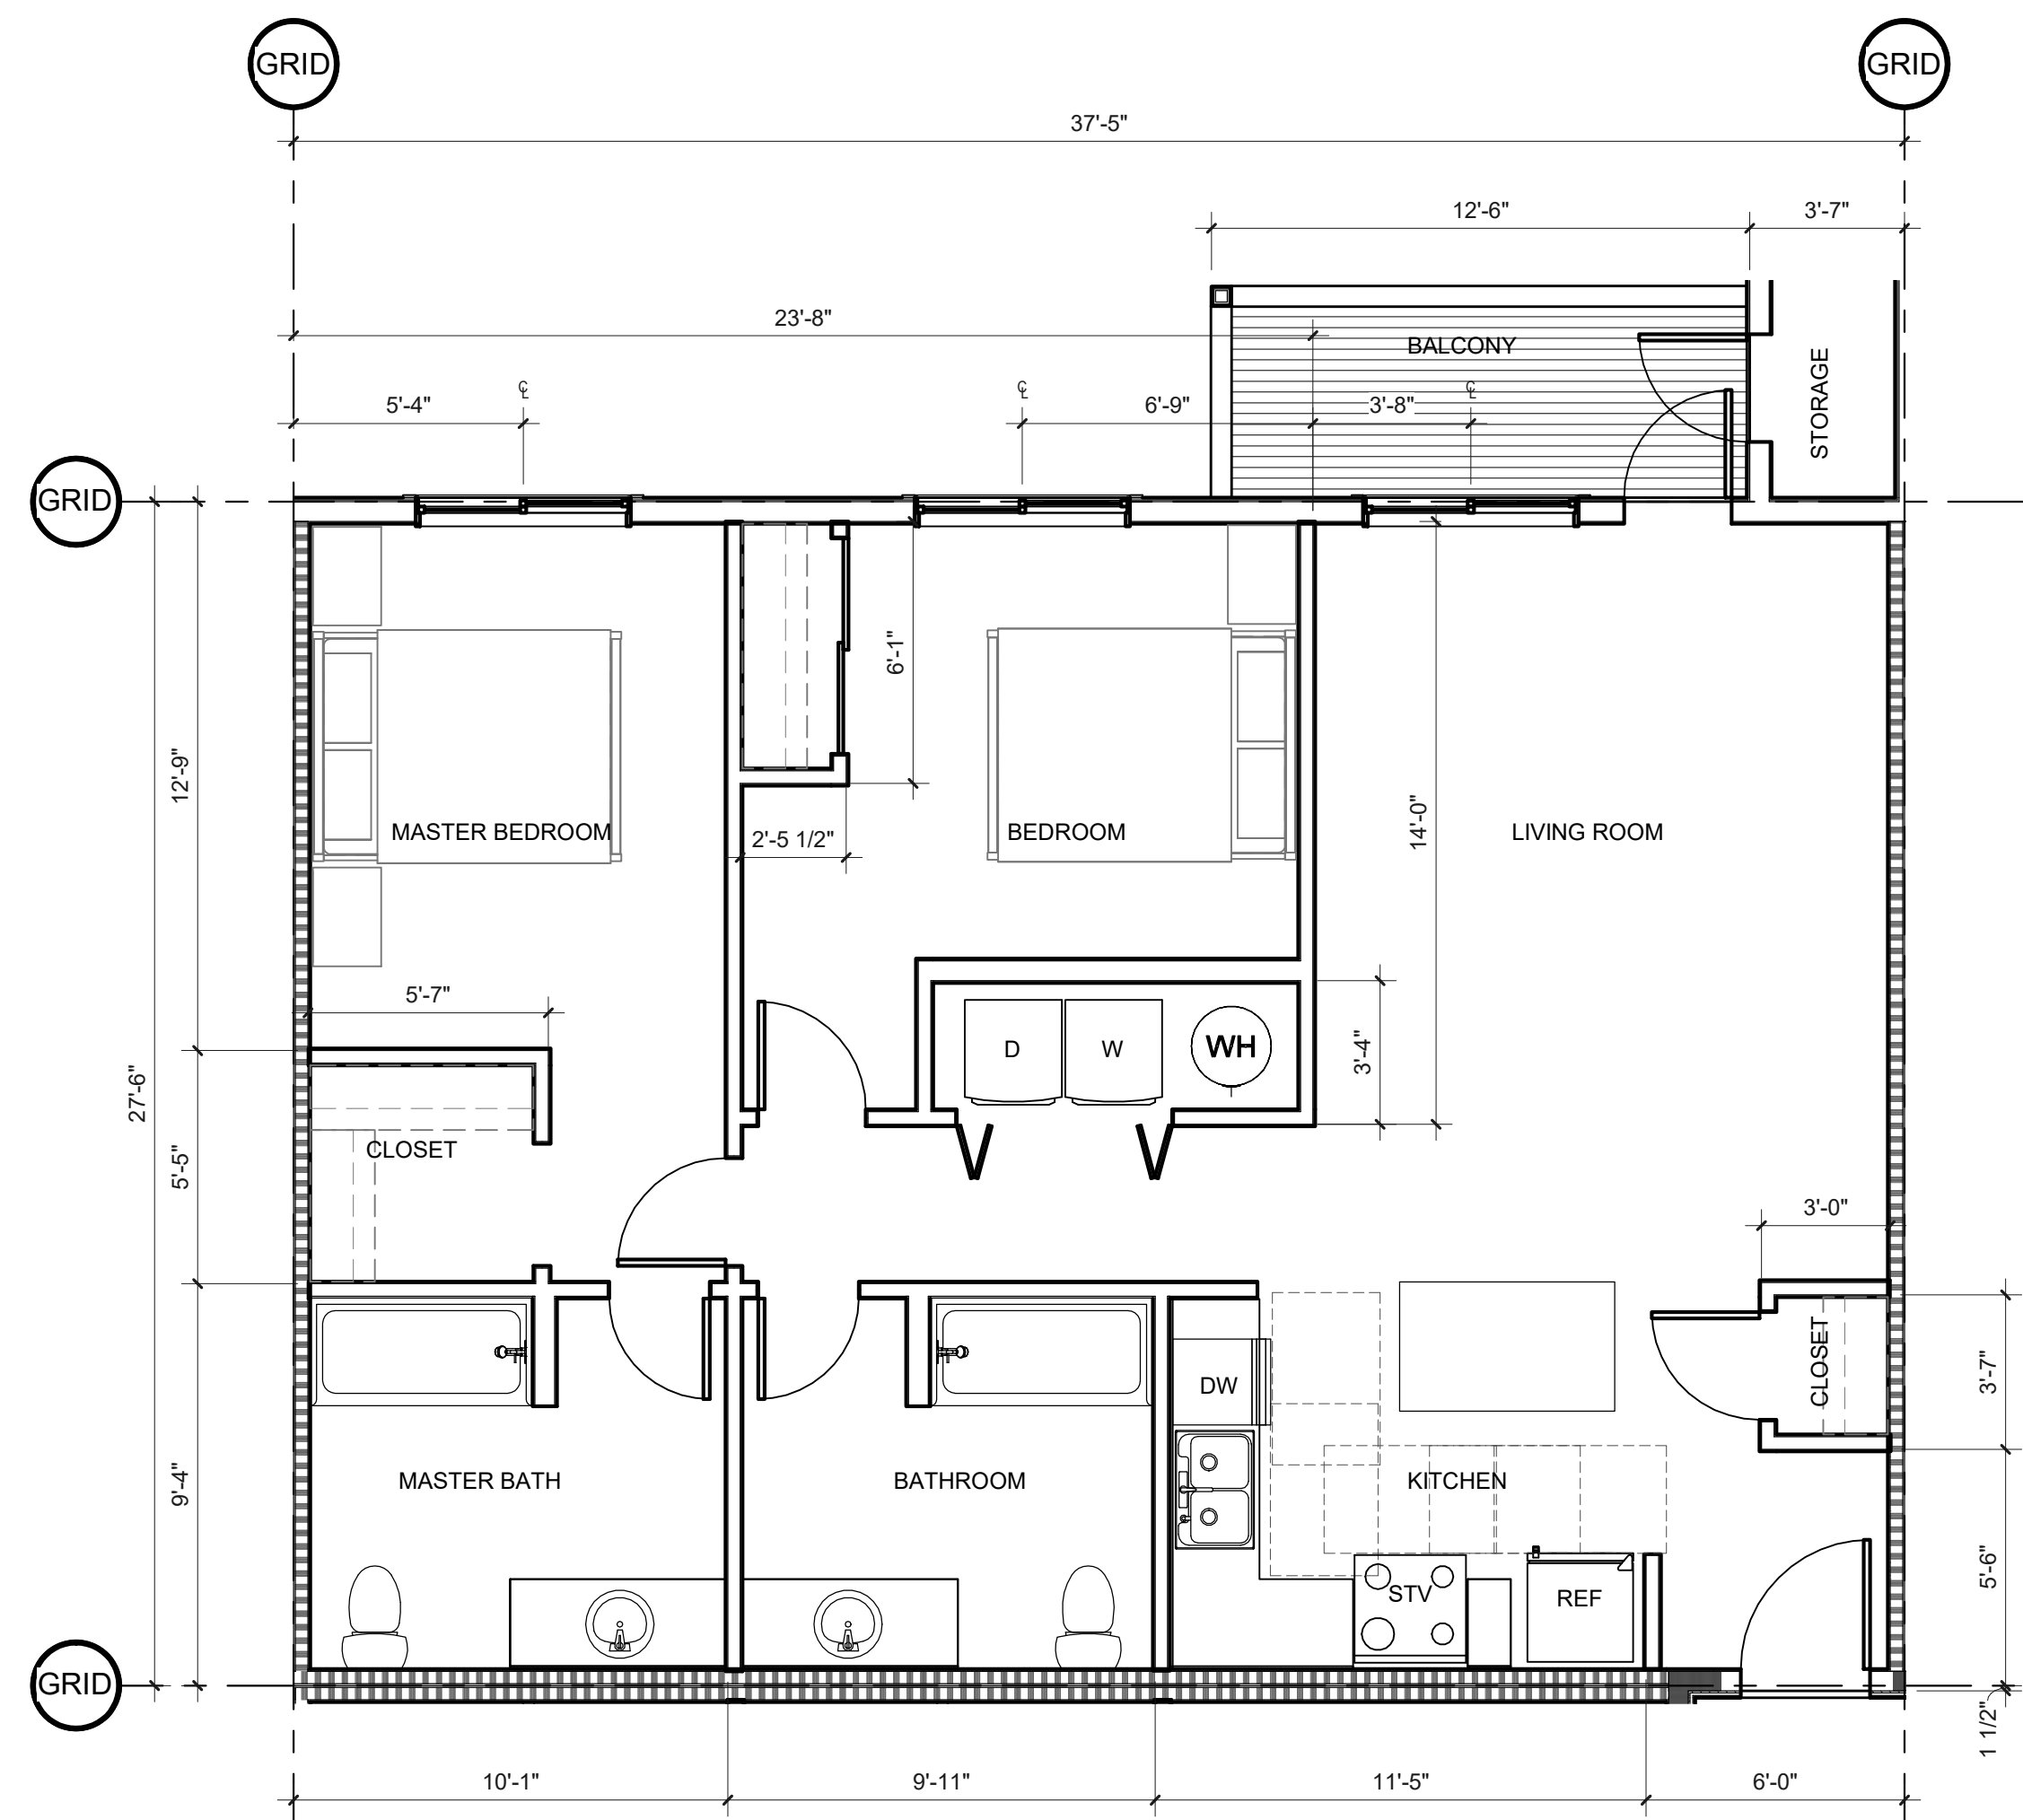 GRID
GRID
37'-5"
12'-6"
3'-7"
23'-8"
BALCONY
STORAGE
℄
℄
℄
5'-4"
6'-9"
3'-8"
GRID
6'-1"
12'-9"
MASTER BEDROOM
2'-5 1/2"
BEDROOM
14'-0"
LIVING ROOM
5'-7"
D
W
WH
3'-4"
27'-6"
CLOSET
5'-5"
3'-0"
CLOSET
3'-7"
DW
MASTER BATH
BATHROOM
KITCHEN
9'-4"
STV
REF
5'-6"
GRID
1 1/2"
10'-1"
9'-11"
11'-5"
6'-0"